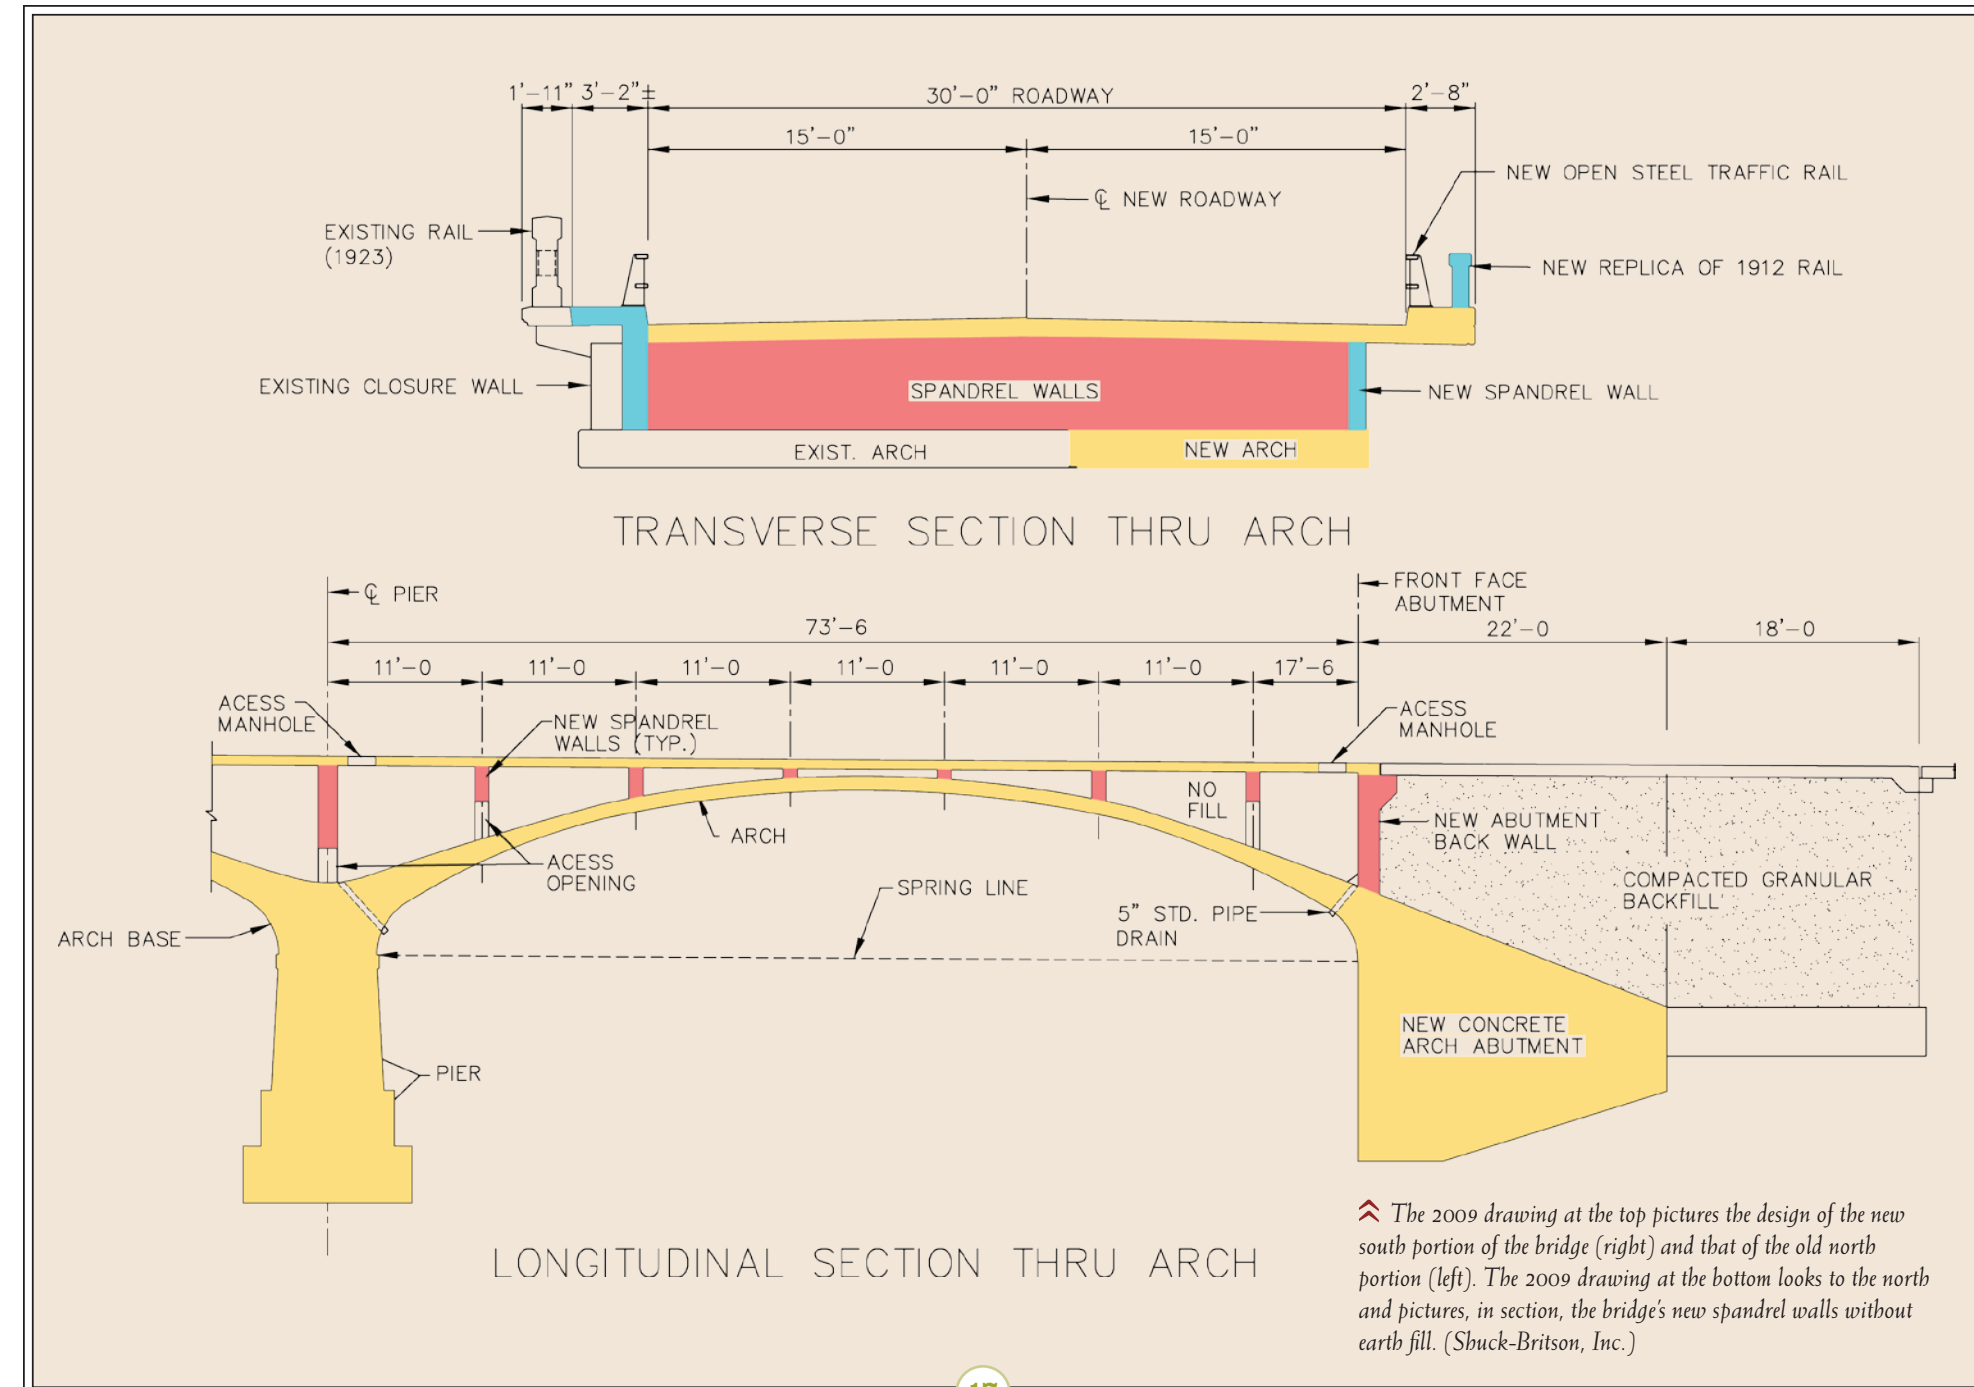 1'-11" 3'-2"± 30'-0" ROADWAY 2'-8"
15'-0" 15'-0"
NEW OPEN STEEL TRAFFIC RAIL
℄ NEW ROADWAY
EXISTING RAIL
(1923)
NEW REPLICA OF 1912 RAIL
EXISTING CLOSURE WALL
SPANDREL WALLS
NEW SPANDREL WALL
EXIST. ARCH
NEW ARCH
TRANSVERSE SECTION THRU ARCH
℄ PIER
FRONT FACE
ABUTMENT
73'-6 22'-0 18'-0
11'-0 11'-0 11'-0 11'-0 11'-0 11'-0 17'-6
ACESS
MANHOLE
NEW SPANDREL
WALLS (TYP.)
ACESS
MANHOLE
NO
FILL
ARCH
NEW ABUTMENT
BACK WALL
ACESS
OPENING
SPRING LINE
COMPACTED GRANULAR
BACKFILL
5" STD. PIPE
DRAIN
ARCH BASE
NEW CONCRETE
ARCH ABUTMENT
PIER
LONGITUDINAL SECTION THRU ARCH
The 2009 drawing at the top pictures the design of the new
south portion of the bridge (right) and that of the old north
portion (left). The 2009 drawing at the bottom looks to the north
and pictures, in section, the bridge's new spandrel walls without
earth fill. (Shuck-Britson, Inc.)